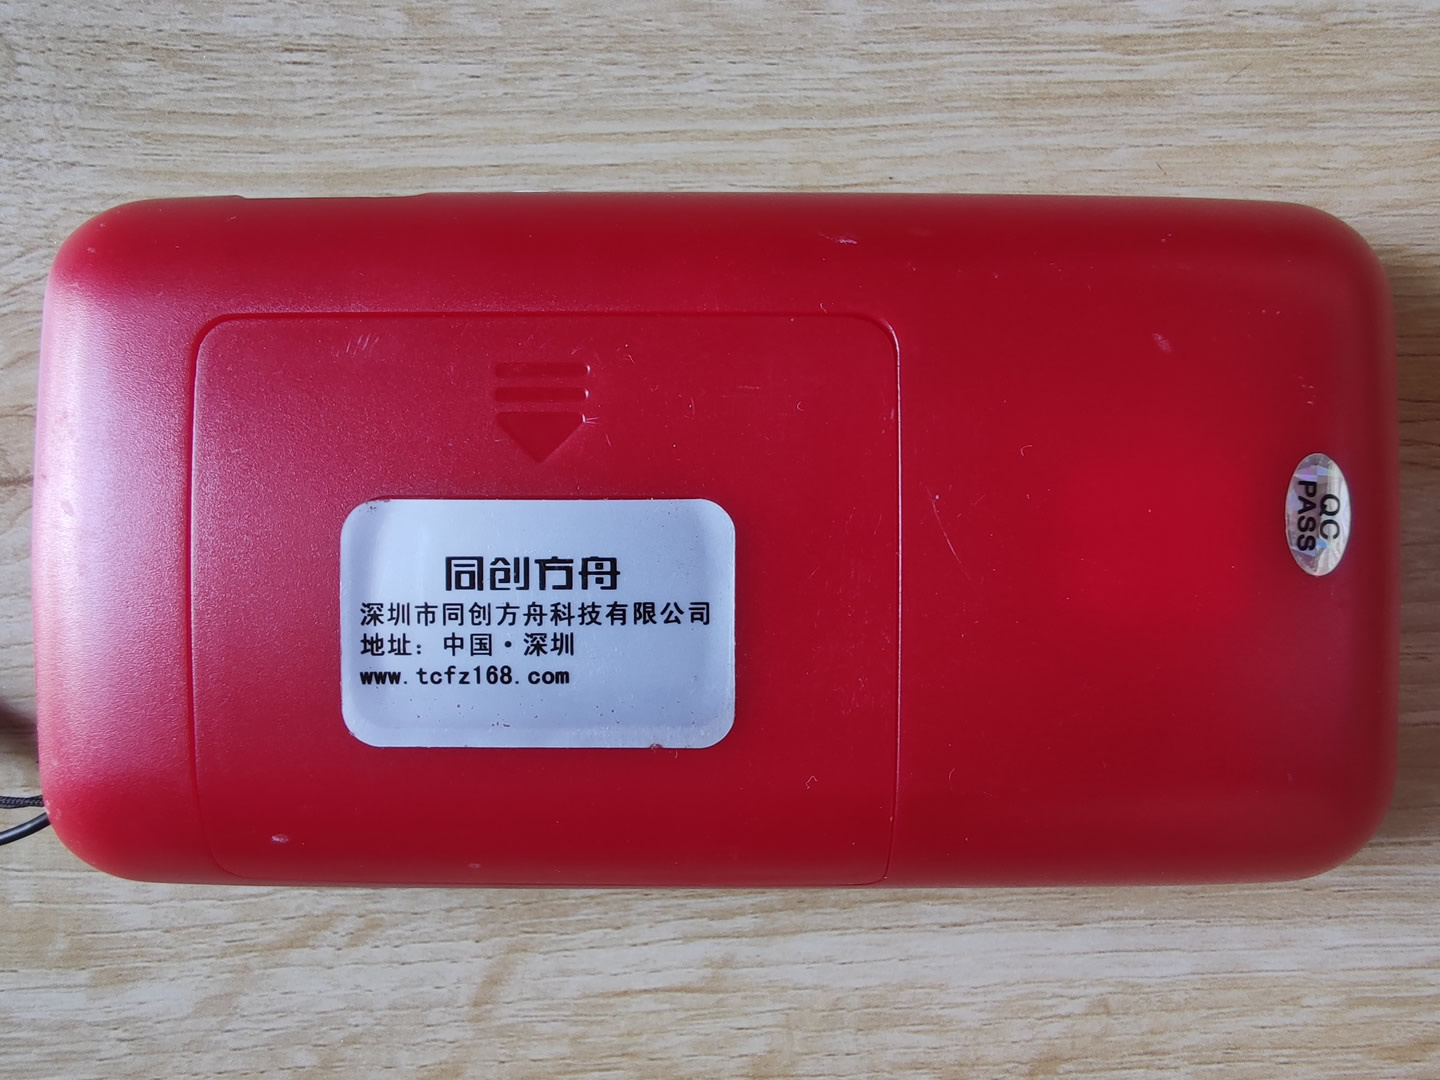 同创方舟
深圳市同创方舟科技有限公司
地址：中国·深圳
www.tcfz168.com
QC
PASS